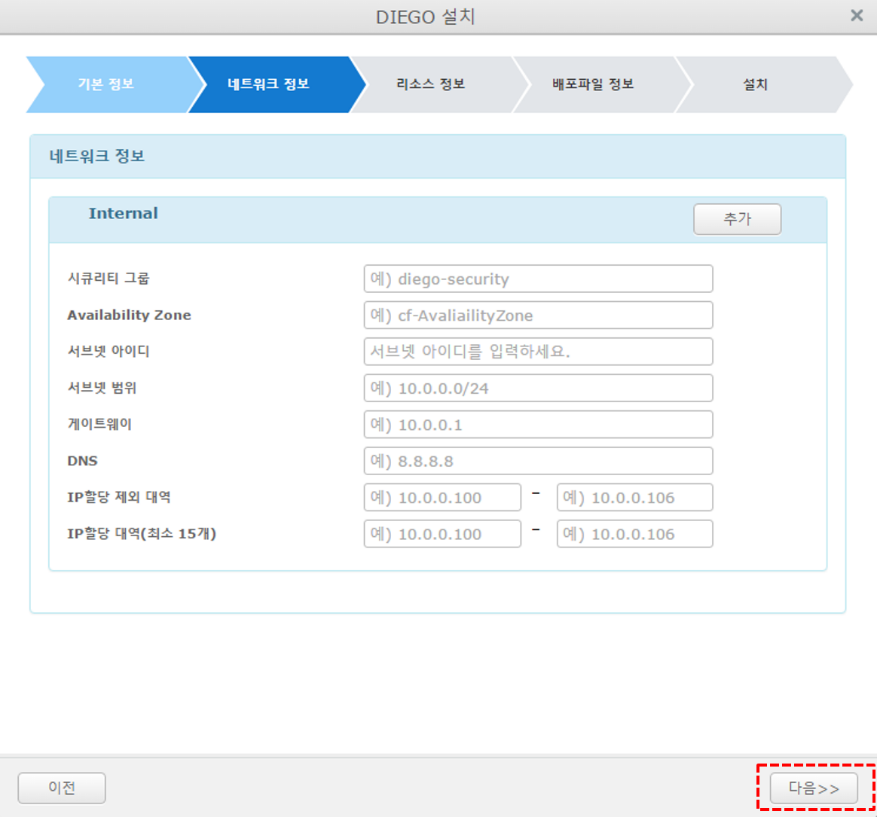 DIEGO 설치 ×
기본 정보 네트워크 정보 리소스 정보 배포파일 정보 설치
네트워크 정보
Internal 추가
시큐리티 그룹 예) diego-security
Availability Zone 예) cf-AvaliailityZone
서브넷 아이디 서브넷 아이디를 입력하세요.
서브넷 범위 예) 10.0.0.0/24
게이트웨이 예) 10.0.0.1
DNS 예) 8.8.8.8
IP할당 제외 대역 예) 10.0.0.100 - 예) 10.0.0.106
IP할당 대역(최소 15개) 예) 10.0.0.100 - 예) 10.0.0.106
이전 다음>>